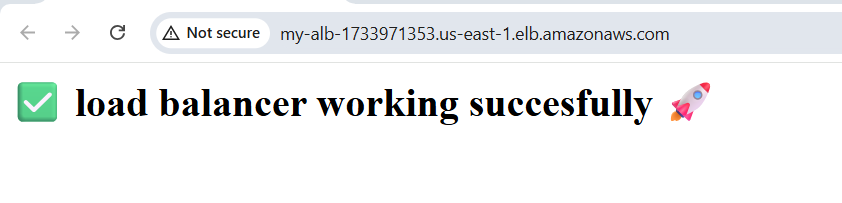 Not secure my-alb-1733971353.us-east-1.elb.amazonaws.com
✅ load balancer working succesfully 🚀